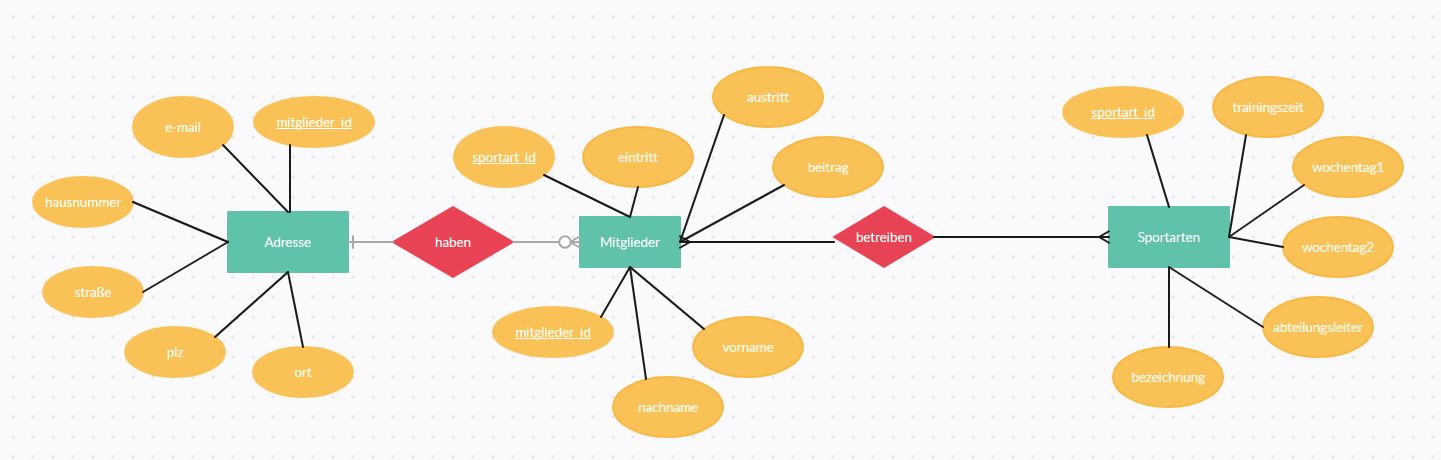 austritt
trainingszeit
sportart_id
e-mail
mitglieder_id
sportart_id
eintritt
beitrag
wochentag1
hausnummer
Adresse
haben
Mitglieder
betreiben
Sportarten
wochentag2
straße
mitglieder_id
abteilungsleiter
plz
ort
vorname
bezeichnung
nachname